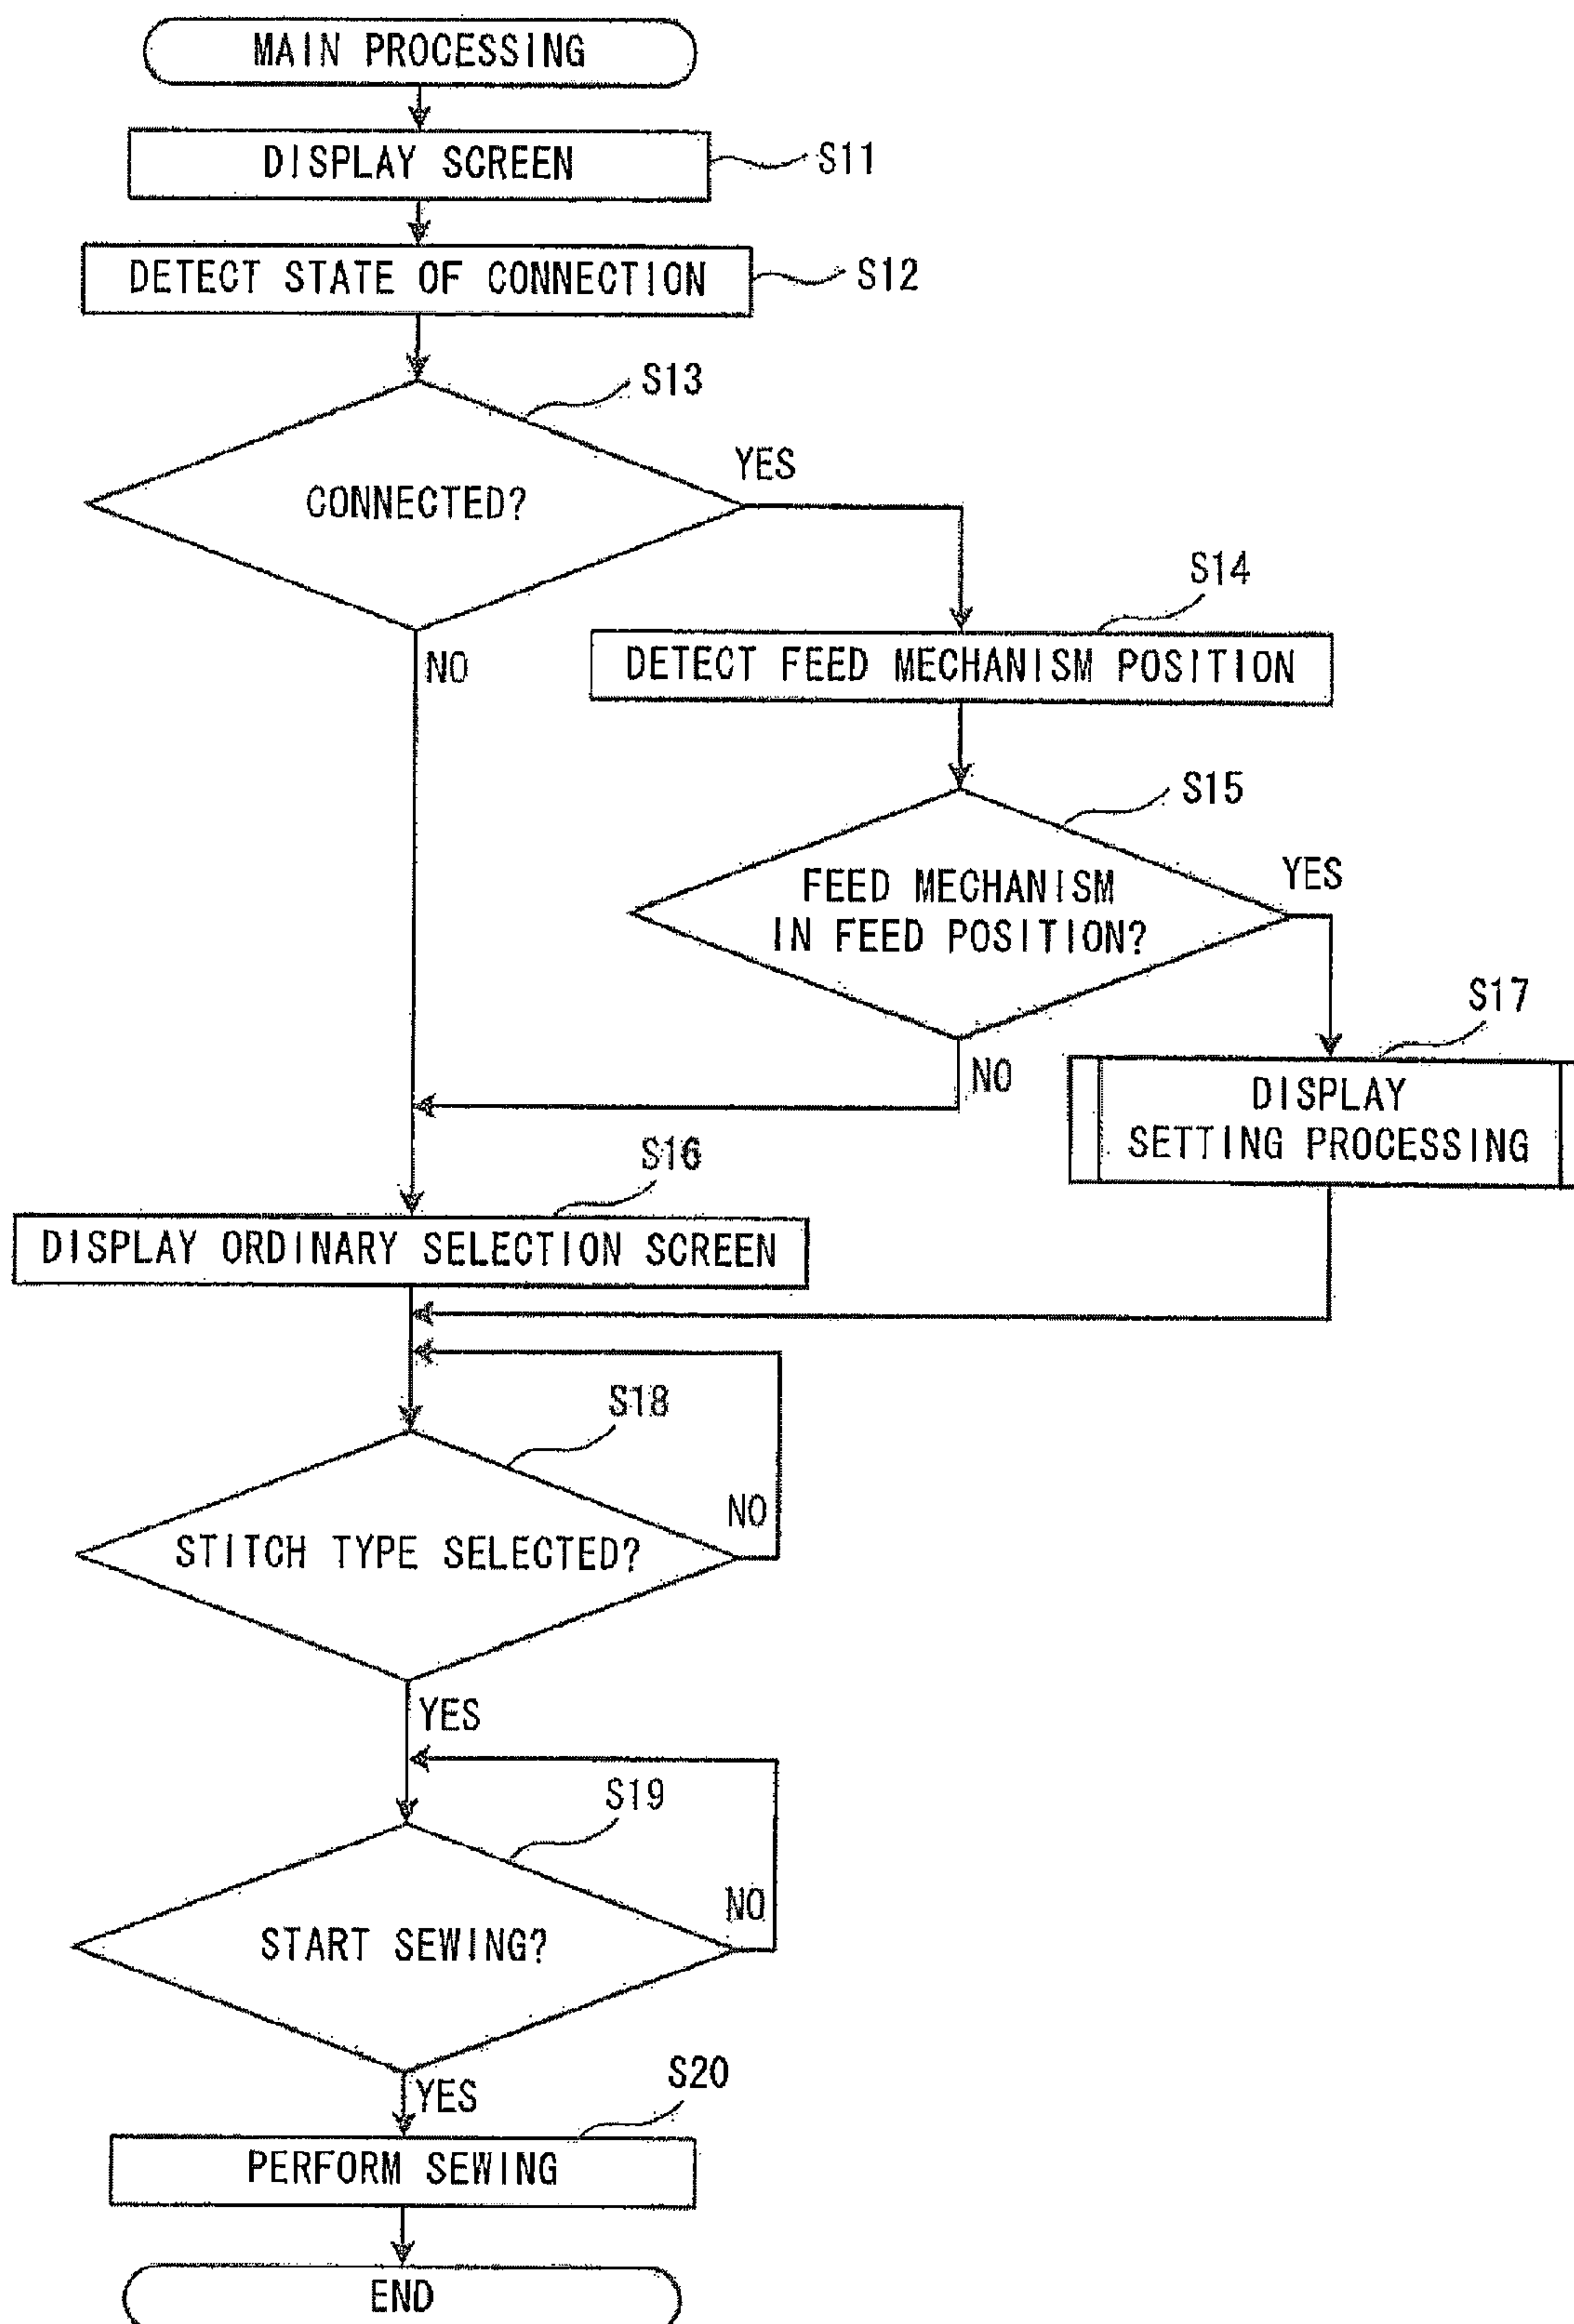 MAIN PROCESSING
DISPLAY SCREEN
S11
DETECT STATE OF CONNECTION
S12
S13
CONNECTED?
YES
NO
S14
DETECT FEED MECHANISM POSITION
S15
FEED MECHANISM
IN FEED POSITION?
YES
NO
S17
DISPLAY
SETTING PROCESSING
S16
DISPLAY ORDINARY SELECTION SCREEN
S18
STITCH TYPE SELECTED?
NO
YES
S19
START SEWING?
NO
YES
S20
PERFORM SEWING
END